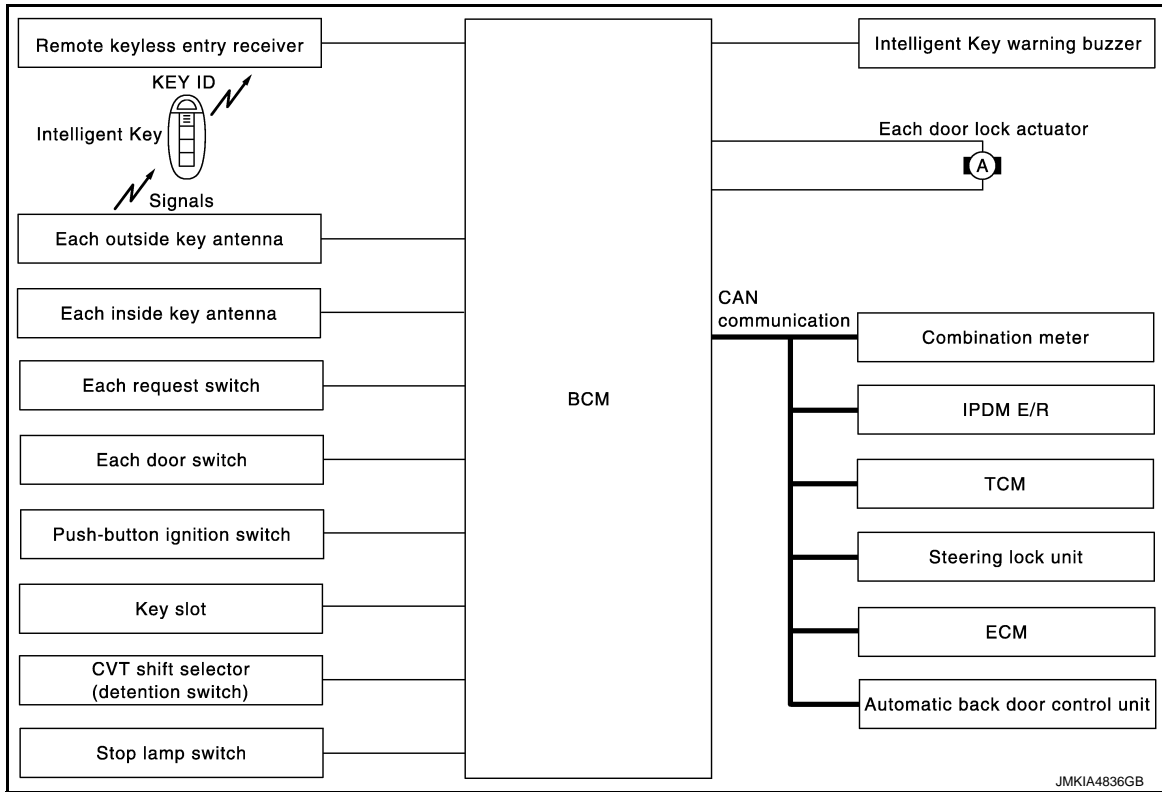 Remote keyless entry receiver
KEY ID
Intelligent Key
Signals
Each outside key antenna
Each inside key antenna
Each request switch
Each door switch
Push-button ignition switch
Key slot
CVT shift selector
(detention switch)
Stop lamp switch
BCM
Intelligent Key warning buzzer
Each door lock actuator
A
CAN
communication
Combination meter
IPDM E/R
TCM
Steering lock unit
ECM
Automatic back door control unit
JMKIA4836GB